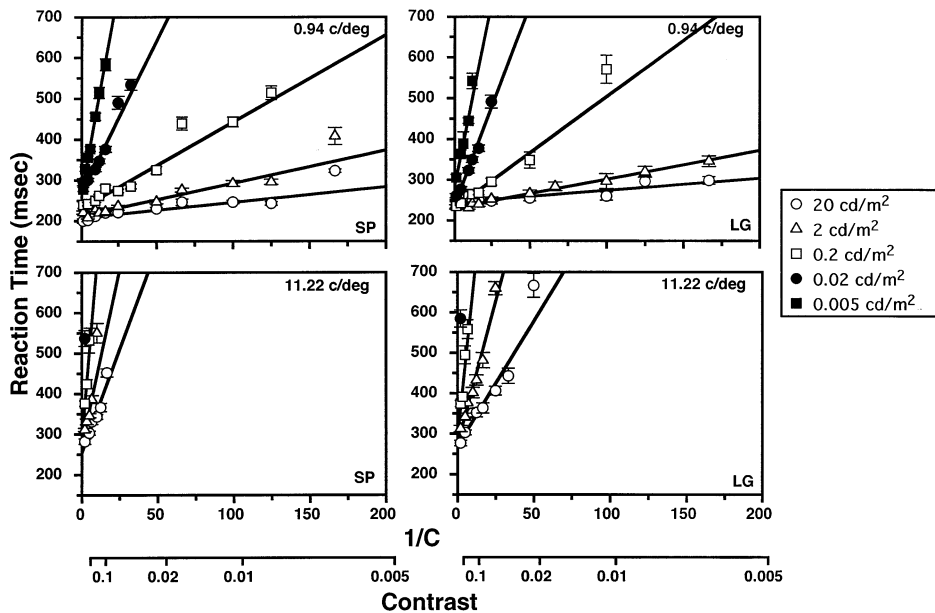 700
0.94 c/deg
600
500
400
300
200
SP
700
0.94 c/deg
600
500
400
300
200
LG
Reaction Time (msec)
700
11.22 c/deg
600
500
400
300
200
SP
0 50 100 150 200
700
11.22 c/deg
600
500
400
300
200
LG
0 50 100 150 200
1/C
0.1 0.02 0.01 0.005
0.1 0.02 0.01 0.005
Contrast
20 cd/m²
2 cd/m²
0.2 cd/m²
0.02 cd/m²
0.005 cd/m²